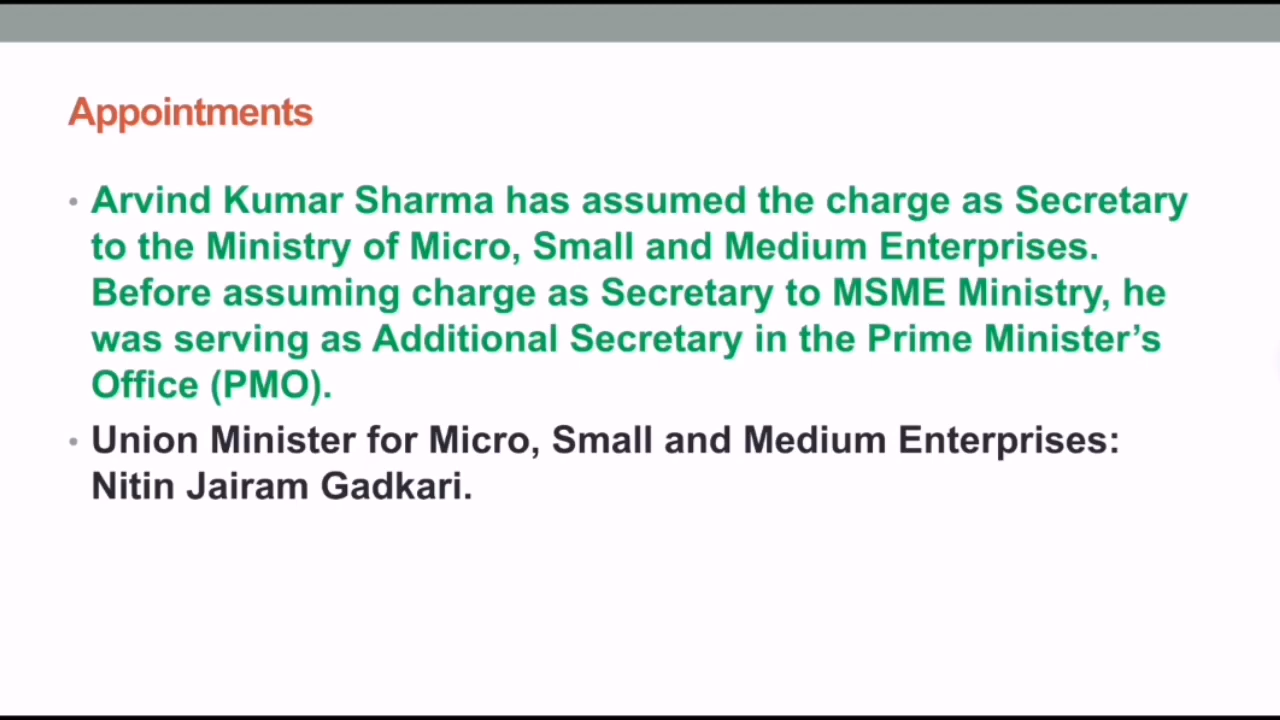 Appointments
• Arvind Kumar Sharma has assumed the charge as Secretary
to the Ministry of Micro, Small and Medium Enterprises.
Before assuming charge as Secretary to MSME Ministry, he
was serving as Additional Secretary in the Prime Minister’s
Office (PMO).
• Union Minister for Micro, Small and Medium Enterprises:
Nitin Jairam Gadkari.